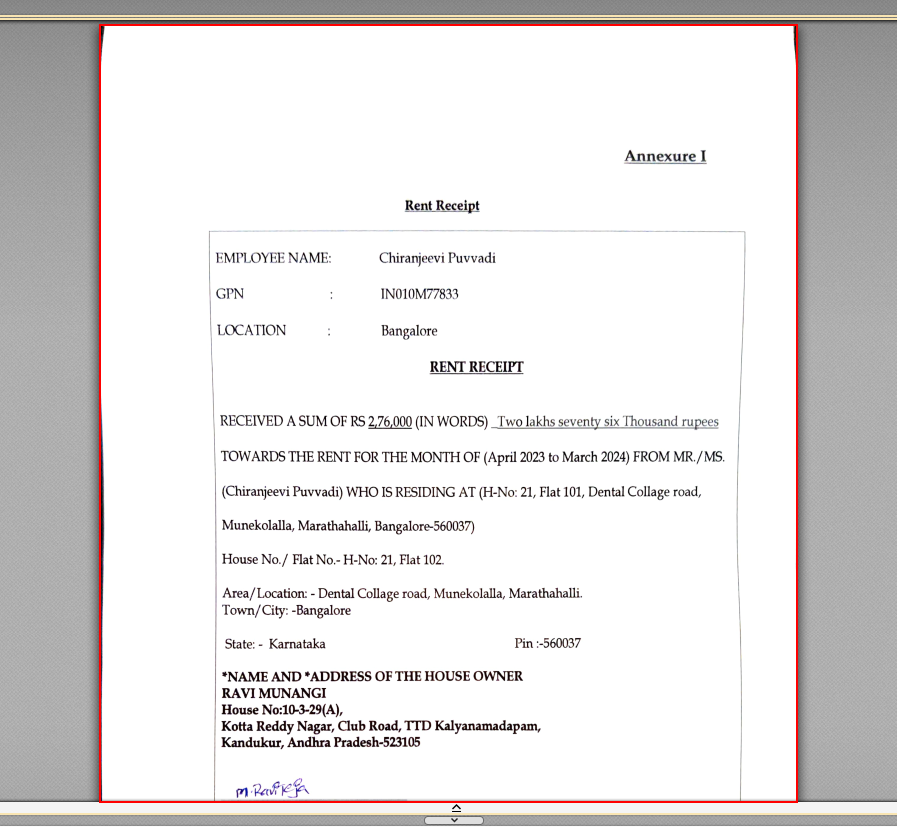 Annexure I
Rent Receipt
EMPLOYEE NAME: Chiranjeevi Puvvadi
GPN : IN010M77833
LOCATION : Bangalore
RENT RECEIPT
RECEIVED A SUM OF RS 2,76,000 (IN WORDS) _Two lakhs seventy six Thousand rupees
TOWARDS THE RENT FOR THE MONTH OF (April 2023 to March 2024) FROM MR./MS.
(Chiranjeevi Puvvadi) WHO IS RESIDING AT (H-No: 21, Flat 101, Dental Collage road,
Munekolalla, Marathahalli, Bangalore-560037)
House No./ Flat No.- H-No: 21, Flat 102.
Area/Location: - Dental Collage road, Munekolalla, Marathahalli.
Town/City: -Bangalore
State: - Karnataka Pin :-560037
*NAME AND *ADDRESS OF THE HOUSE OWNER
RAVI MUNANGI
House No:10-3-29(A),
Kotta Reddy Nagar, Club Road, TTD Kalyanamadapam,
Kandukur, Andhra Pradesh-523105